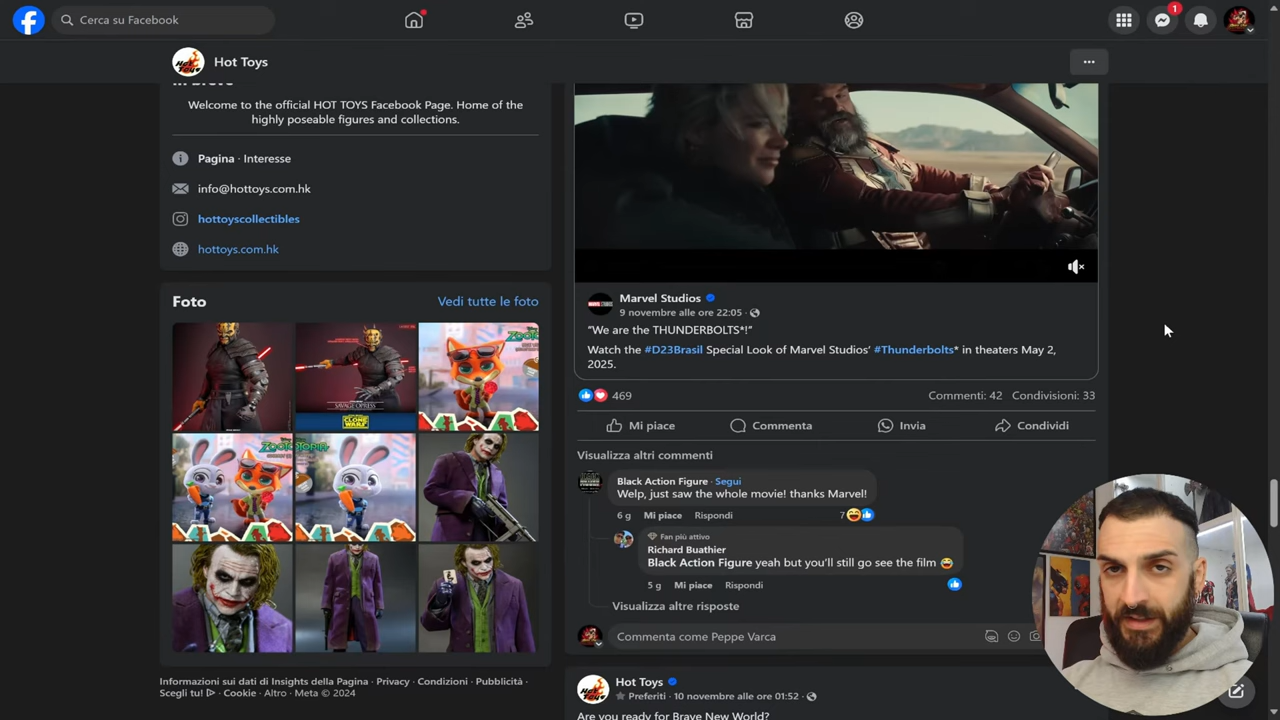 Cerca su Facebook
1
Hot Toys
Welcome to the official HOT TOYS Facebook Page. Home of the
highly poseable figures and collections.
Pagina · Interesse
info@hottoys.com.hk
hottoyscollectibles
hottoys.com.hk
Foto
Vedi tutte le foto
Informazioni sui dati di Insights della Pagina · Privacy · Condizioni · Pubblicità ·
Scegli tu! · Cookie · Altro · Meta © 2024
Marvel Studios
9 novembre alle ore 22:05 ·
"We are the THUNDERBOLTS*!"
Watch the #D23Brasil Special Look of Marvel Studios' #Thunderbolts* in theaters May 2,
2025.
469
Commenti: 42 Condivisioni: 33
Mi piace
Commenta
Invia
Condividi
Visualizza altri commenti
Black Action Figure · Segui
Welp, just saw the whole movie! thanks Marvel!
6 g Mi piace Rispondi 7
Fan più attivo
Richard Buathier
Black Action Figure yeah but you'll still go see the film 😂
5 g Mi piace Rispondi
Visualizza altre risposte
Commenta come Peppe Varca
Hot Toys
Preferiti · 10 novembre alle ore 01:52 ·
Are you ready for Brave New World?